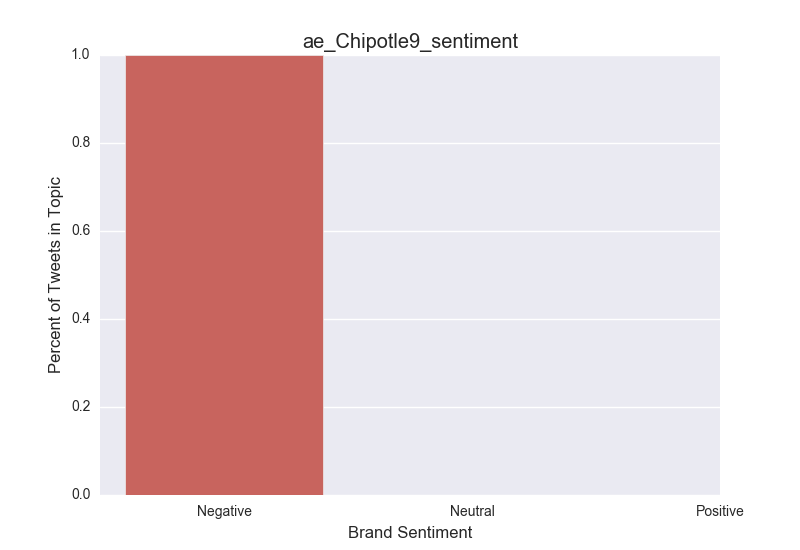 ae_Chipotle9_sentiment
1.0
0.8
0.6
0.4
0.2
0.0
Percent of Tweets in Topic
Negative Neutral Positive
Brand Sentiment